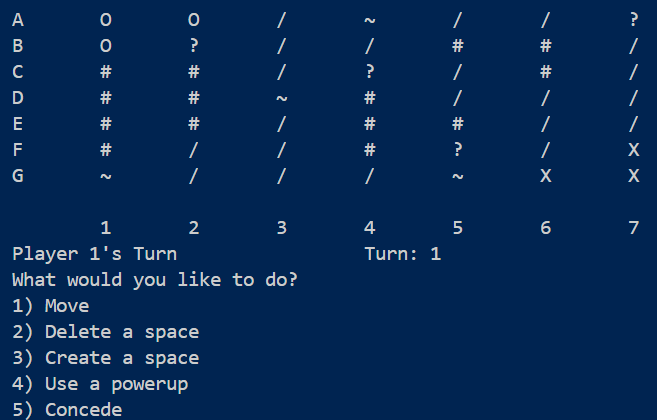 A O O / ~ / / ?
B O ? / / # # /
C # # / ? / # /
D # # ~ # / / /
E # # / # # / /
F # / / # ? / X
G ~ / / / ~ X X
1 2 3 4 5 6 7
Player 1's Turn Turn: 1
What would you like to do?
1) Move
2) Delete a space
3) Create a space
4) Use a powerup
5) Concede